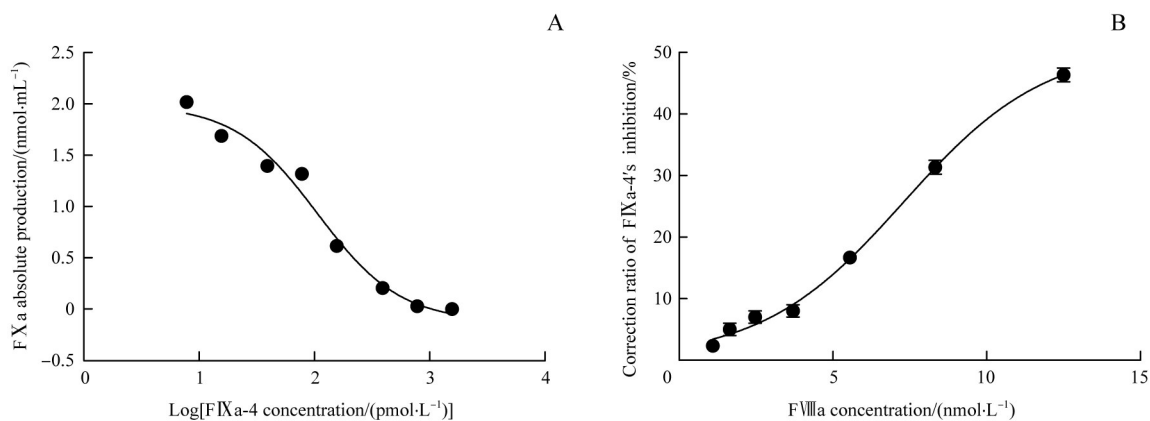 A
2.5
2.0
1.5
1.0
0.5
0
−0.5
FⅩa absolute production/(nmol·mL⁻¹)
0 1 2 3 4
Log[FⅨa-4 concentration/(pmol·L⁻¹)]
B
50
40
30
20
10
Correction ratio of FⅨa-4's inhibition/%
0 5 10 15
FⅧa concentration/(nmol·L⁻¹)